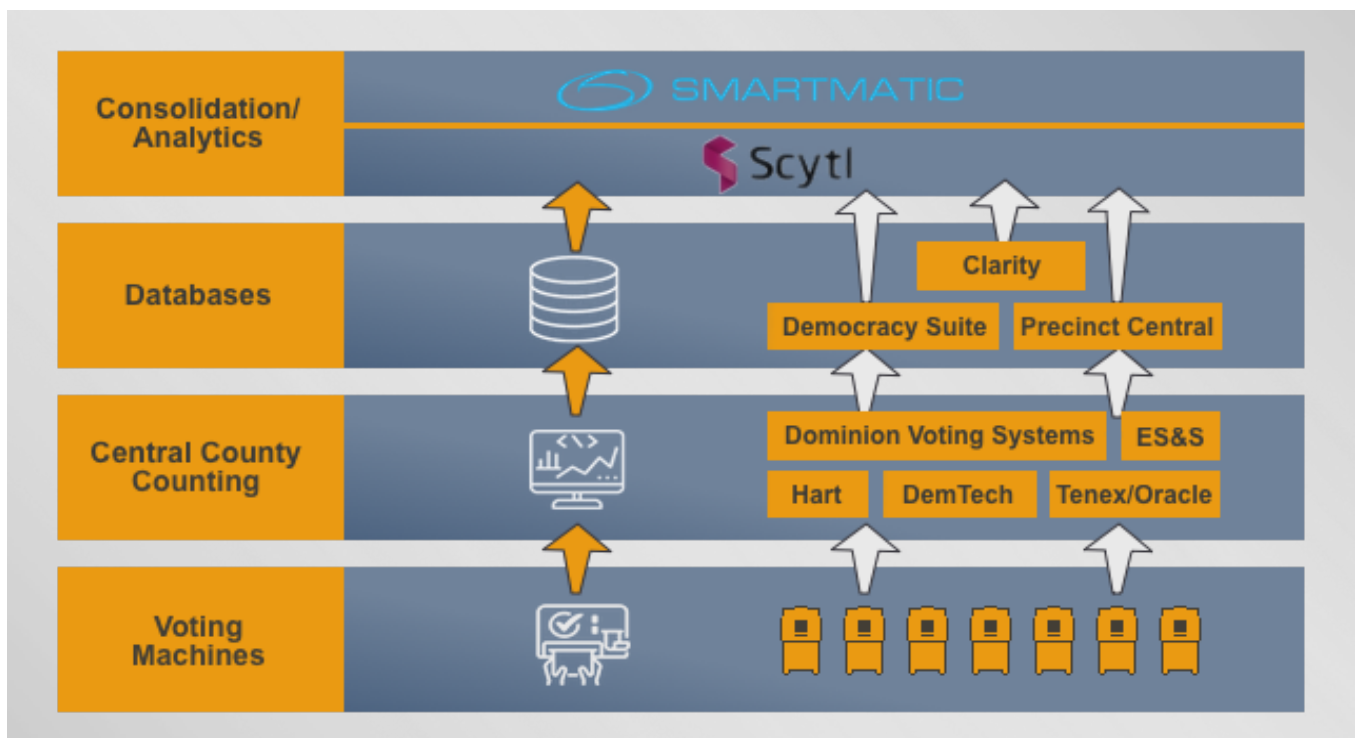 Consolidation/
Analytics
SMARTMATIC
Scytl
Databases
Clarity
Democracy Suite
Precinct Central
Central County
Counting
Dominion Voting Systems
ES&S
Hart
DemTech
Tenex/Oracle
Voting
Machines